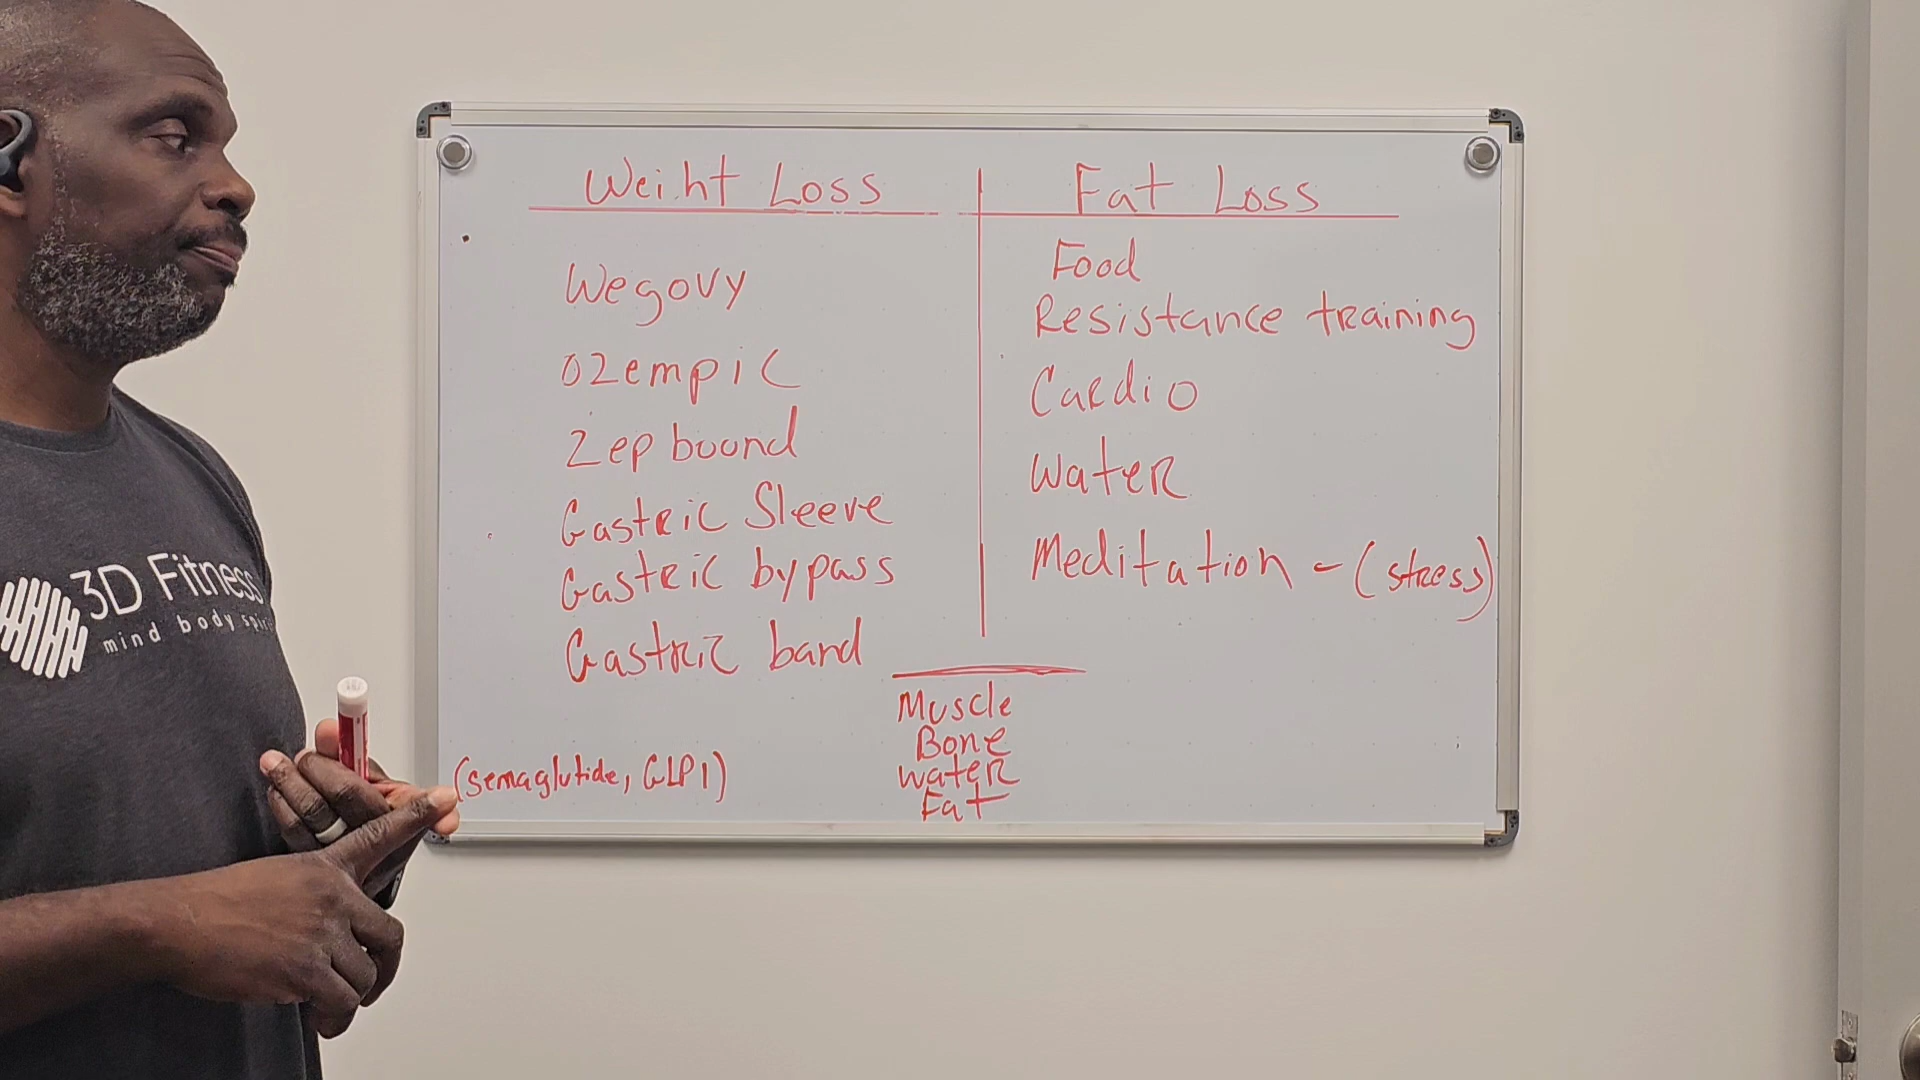 3D Fitness
mind body spiri
Weiht Loss
Wegovy
Ozempic
Zepbound
Gastric Sleeve
Gastric bypass
Gastric band
(semaglutide, GLP1)
Fat Loss
Food
Resistance training
Cardio
Water
Meditation - (stress)
Muscle
Bone
water
Fat